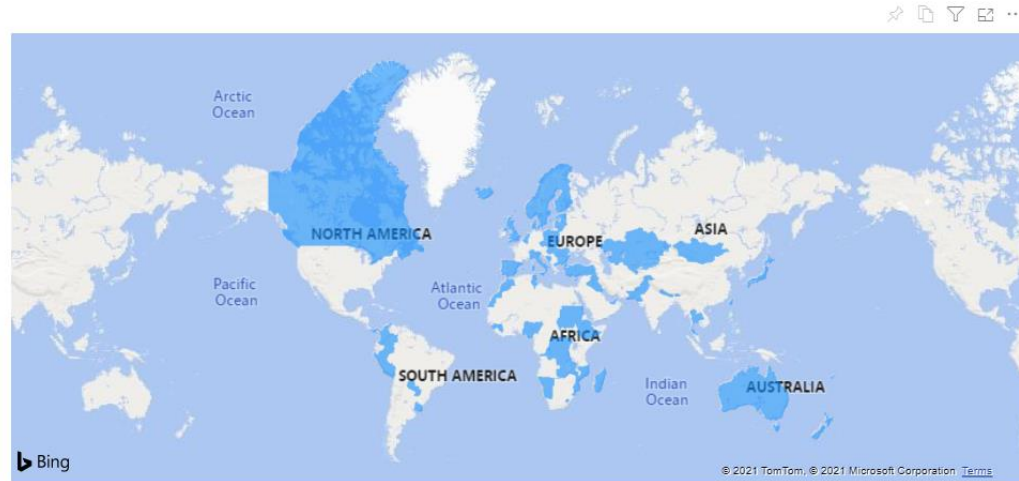 Arctic
Ocean
NORTH AMERICA
EUROPE
ASIA
Pacific
Ocean
Atlantic
Ocean
AFRICA
SOUTH AMERICA
Indian
Ocean
AUSTRALIA
Bing
© 2021 TomTom, © 2021 Microsoft Corporation Terms